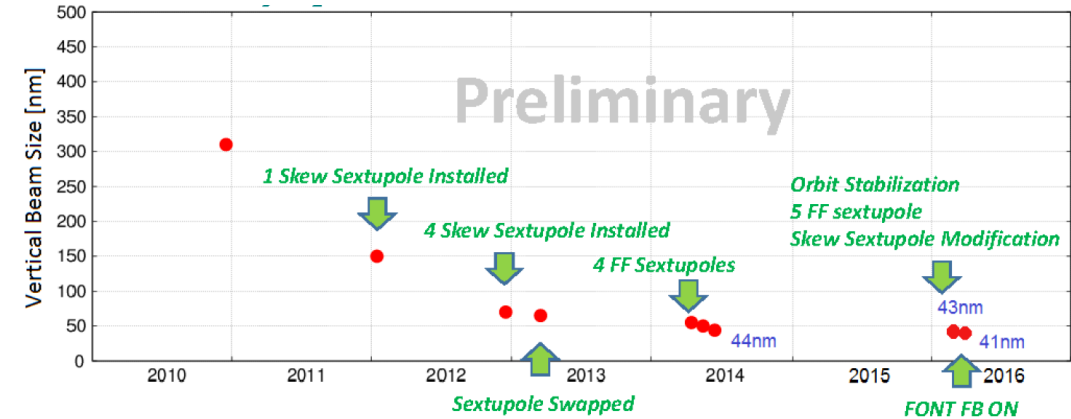 500
450
400
350
300
250
200
150
100
50
0
Vertical Beam Size [nm]
Preliminary
1 Skew Sextupole Installed
4 Skew Sextupole Installed
4 FF Sextupoles
Orbit Stabilization
5 FF sextupole
Skew Sextupole Modification
43nm
44nm
41nm
2010
2011
2012
2013
2014
2015
2016
Sextupole Swapped
FONT FB ON